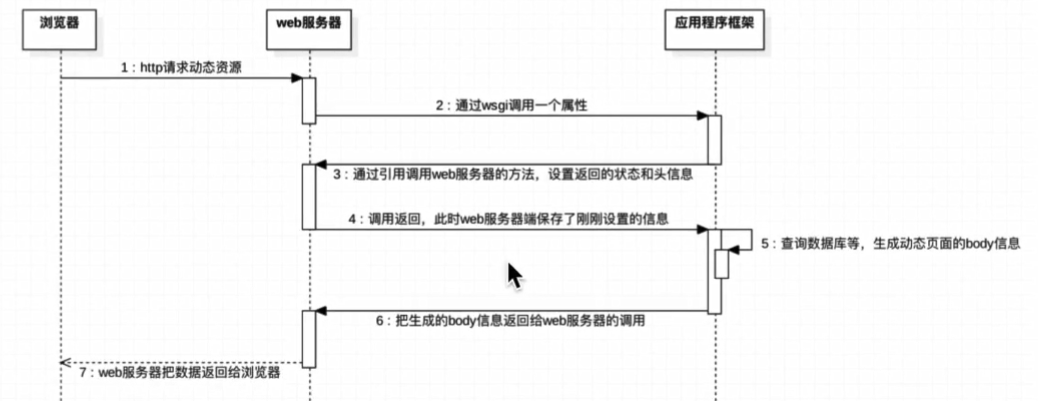 浏览器
web服务器
应用程序框架
1：http请求动态资源
2：通过wsgi调用一个属性
3：通过引用调用web服务器的方法，设置返回的状态和头信息
4：调用返回，此时web服务器端保存了刚刚设置的信息
5：查询数据库等，生成动态页面的body信息
6：把生成的body信息返回给web服务器的调用
7：web服务器把数据返回给浏览器